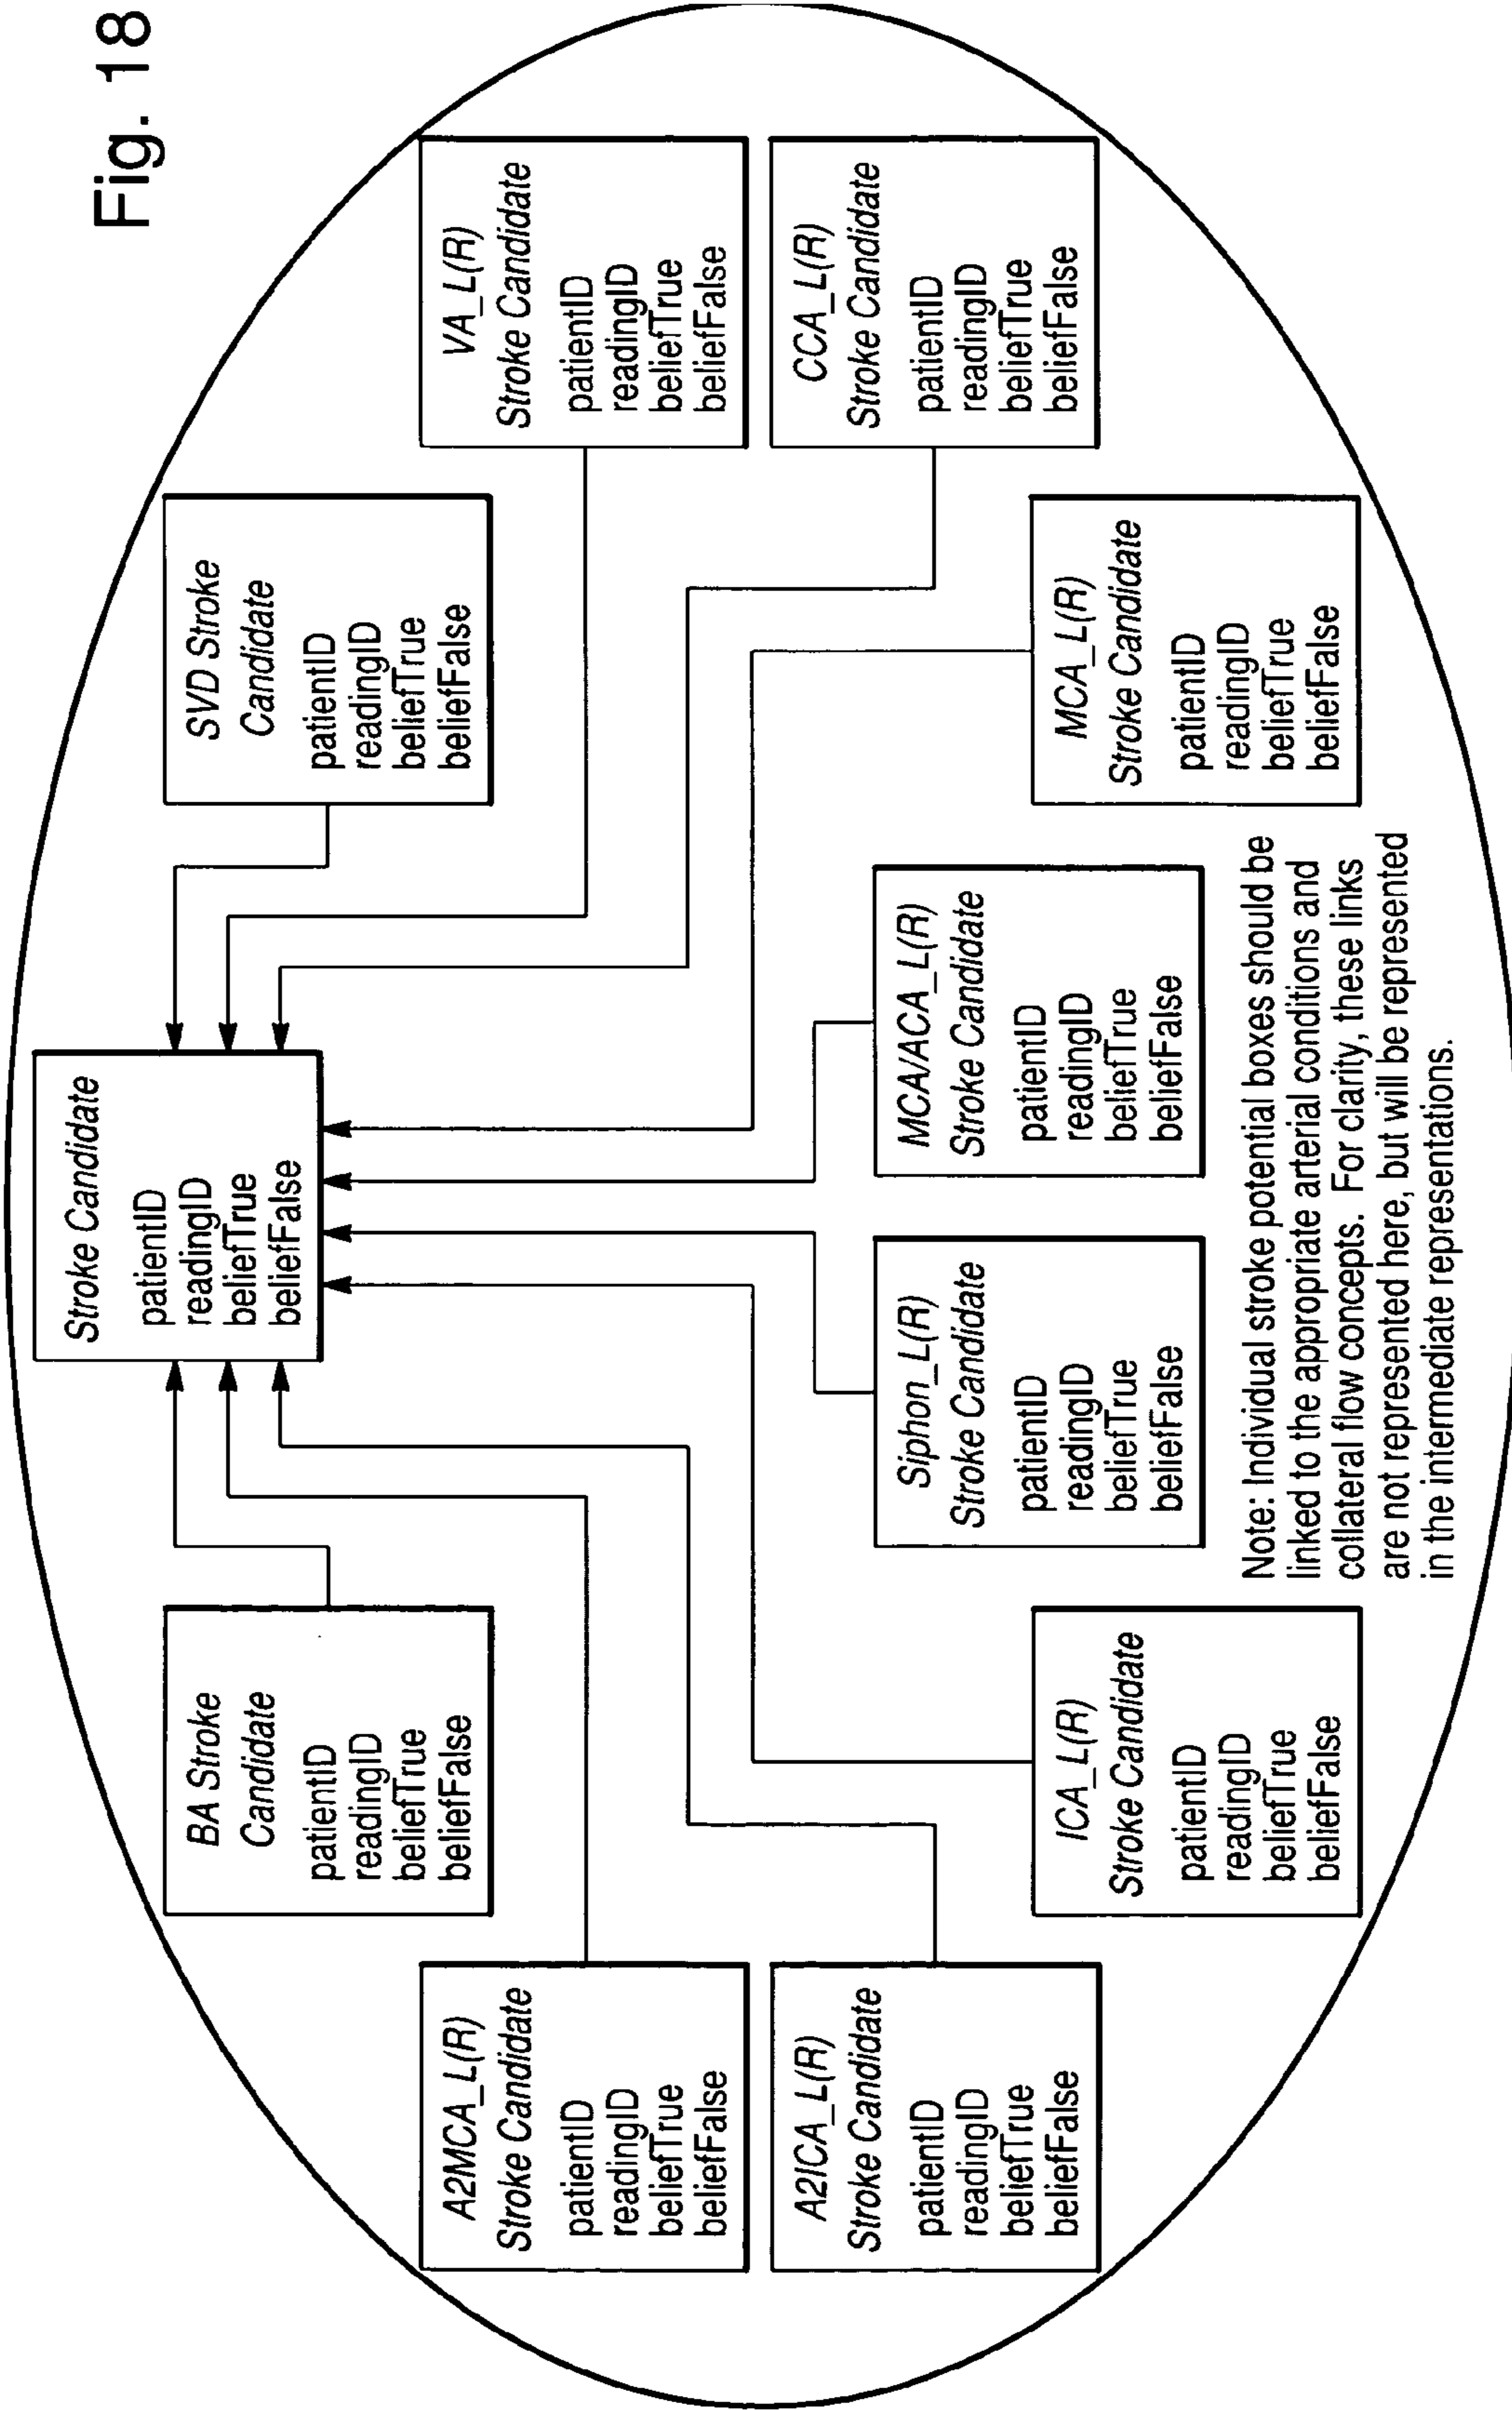 Fig. 18
Stroke Candidate
patientID
readingID
beliefTrue
beliefFalse
BA Stroke
Candidate
patientID
readingID
beliefTrue
beliefFalse
SVD Stroke
Candidate
patientID
readingID
beliefTrue
beliefFalse
A2MCA_L(R)
Stroke Candidate
patientID
readingID
beliefTrue
beliefFalse
VA_L(R)
Stroke Candidate
patientID
readingID
beliefTrue
beliefFalse
A2ICA_L(R)
Stroke Candidate
patientID
readingID
beliefTrue
beliefFalse
CCA_L(R)
Stroke Candidate
patientID
readingID
beliefTrue
beliefFalse
Siphon_L(R)
Stroke Candidate
patientID
readingID
beliefTrue
beliefFalse
MCA/ACA_L(R)
Stroke Candidate
patientID
readingID
beliefTrue
beliefFalse
ICA_L(R)
Stroke Candidate
patientID
readingID
beliefTrue
beliefFalse
MCA_L(R)
Stroke Candidate
patientID
readingID
beliefTrue
beliefFalse
Note: Individual stroke potential boxes should be
linked to the appropriate arterial conditions and
collateral flow concepts. For clarity, these links
are not represented here, but will be represented
in the intermediate representations.